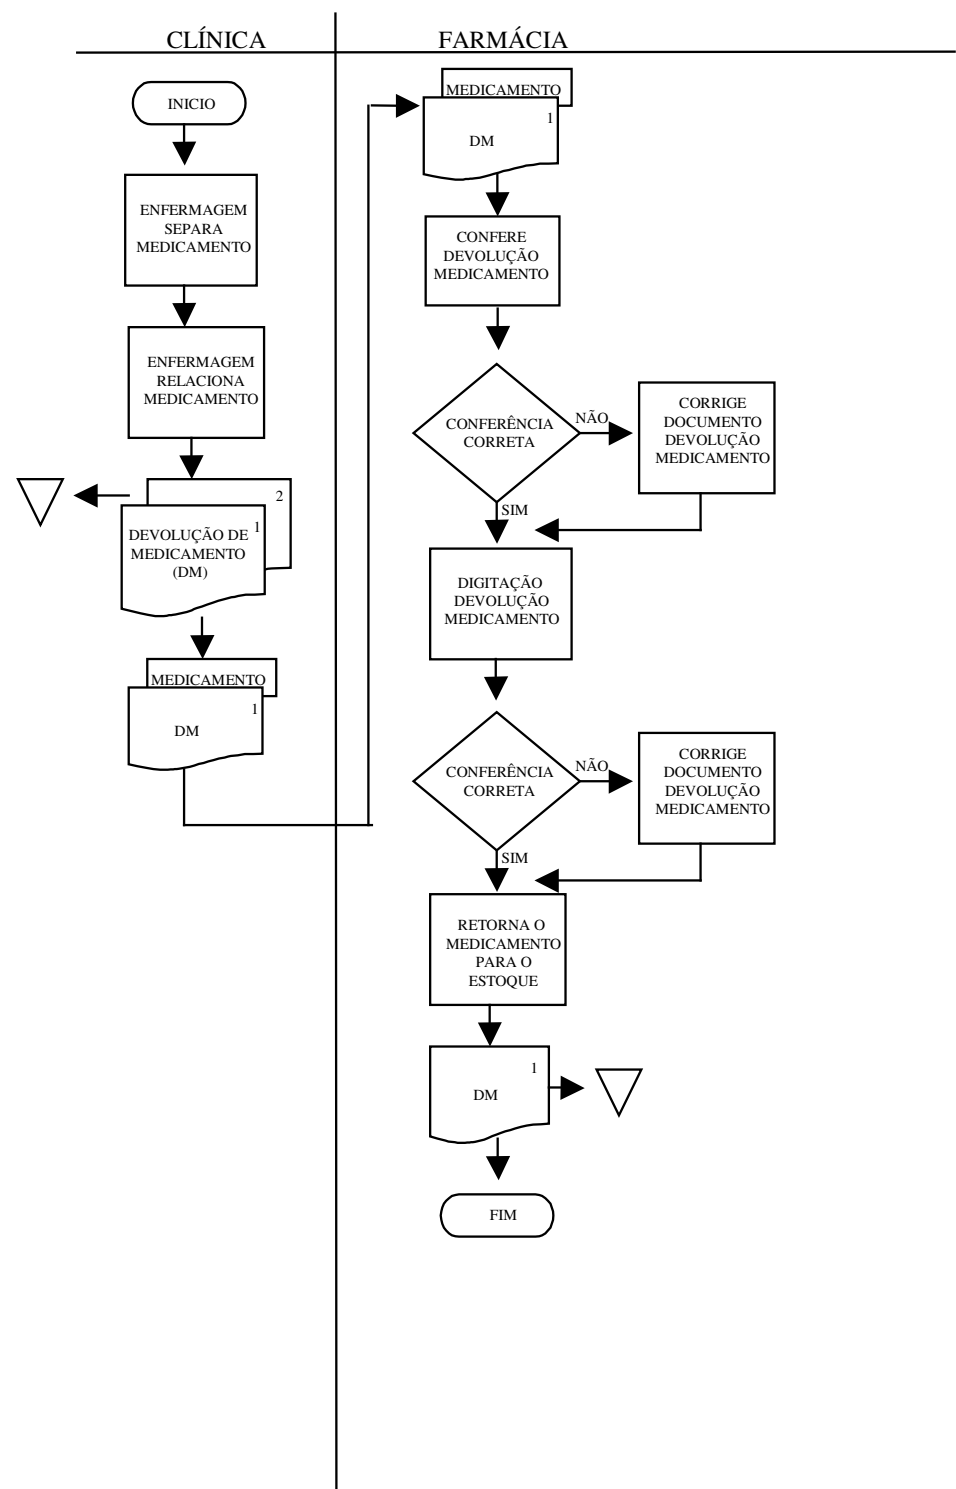 CLÍNICA
FARMÁCIA
INICIO
ENFERMAGEM
SEPARA
MEDICAMENTO
ENFERMAGEM
RELACIONA
MEDICAMENTO
2
1
DEVOLUÇÃO DE
MEDICAMENTO
(DM)
MEDICAMENTO
1
DM
MEDICAMENTO
1
DM
CONFERE
DEVOLUÇÃO
MEDICAMENTO
CONFERÊNCIA
CORRETA
NÃO
CORRIGE
DOCUMENTO
DEVOLUÇÃO
MEDICAMENTO
SIM
DIGITAÇÃO
DEVOLUÇÃO
MEDICAMENTO
CONFERÊNCIA
CORRETA
NÃO
CORRIGE
DOCUMENTO
DEVOLUÇÃO
MEDICAMENTO
SIM
RETORNA O
MEDICAMENTO
PARA O
ESTOQUE
1
DM
FIM